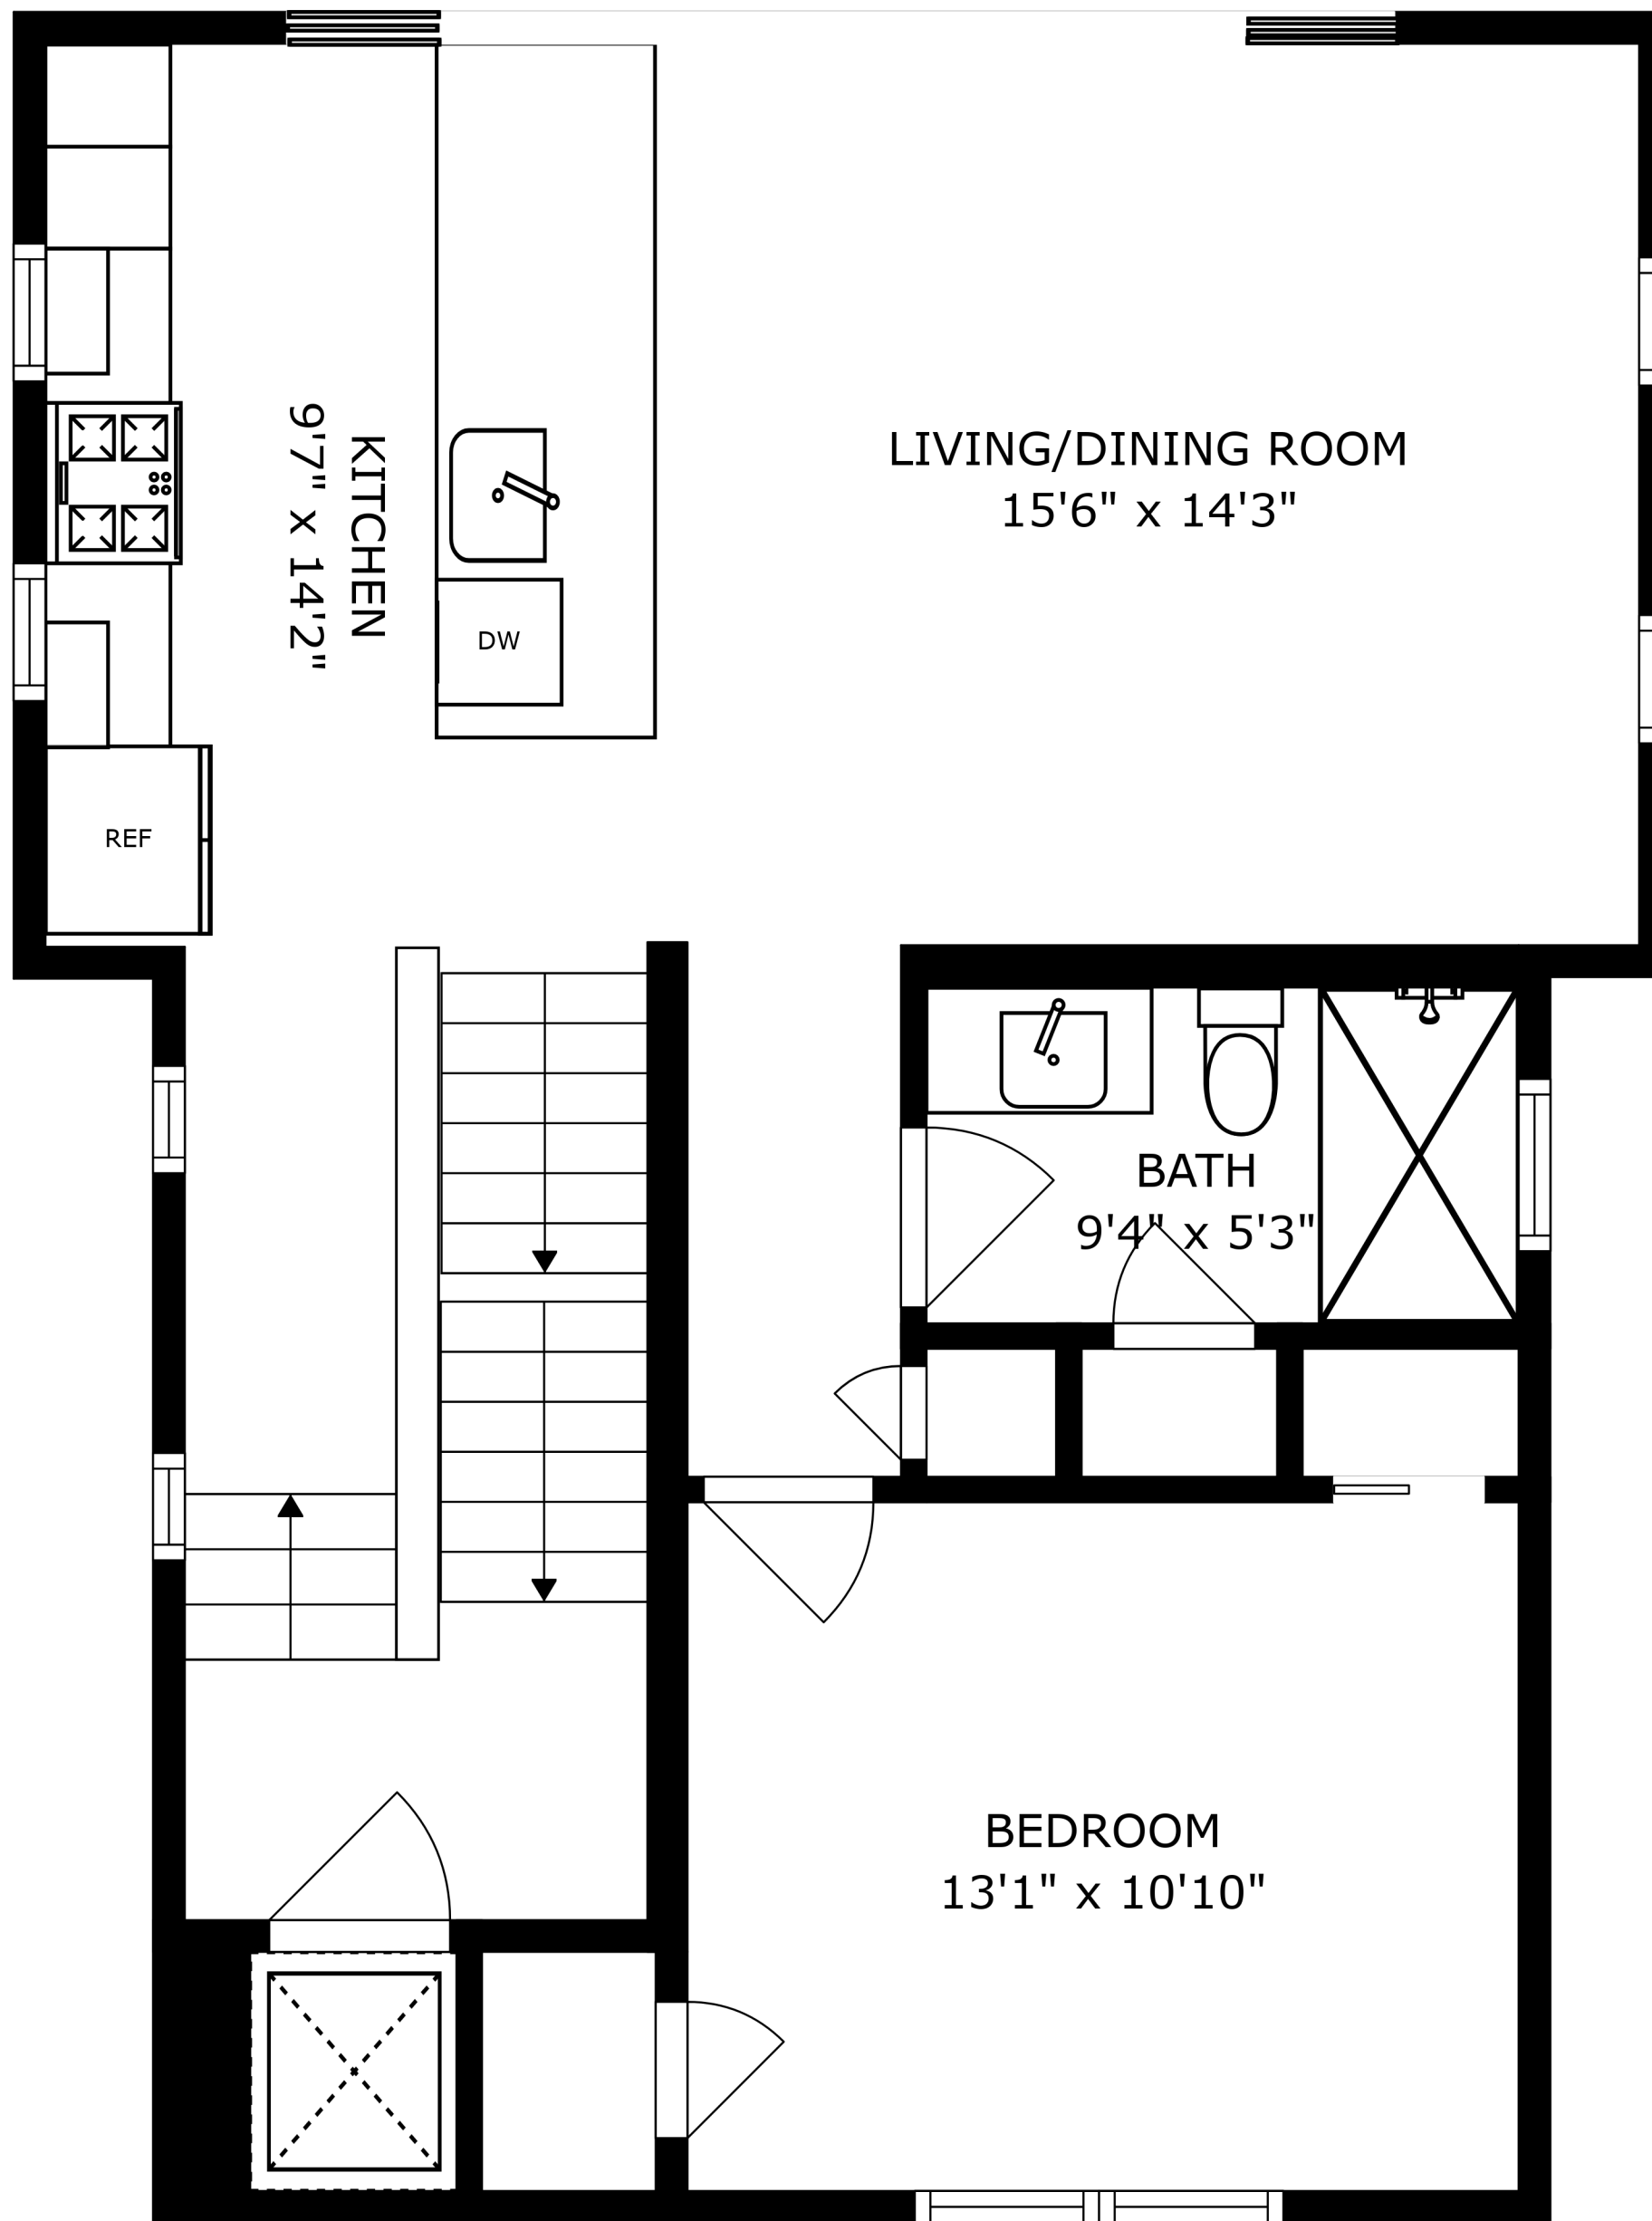 KITCHEN
9'7" x 14'2"
LIVING/DINING ROOM
15'6" x 14'3"
DW
REF
BATH
9'4" x 5'3"
BEDROOM
13'1" x 10'10"